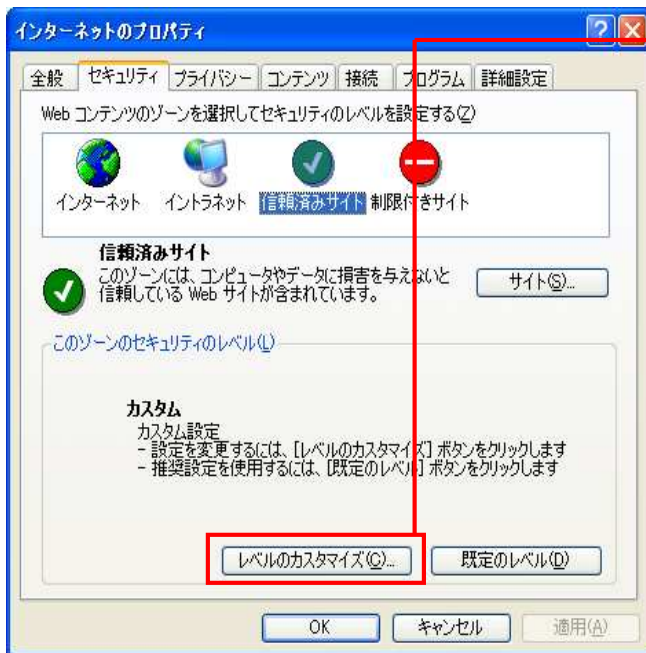 インターネットのプロパティ
全般 セキュリティ プライバシー コンテンツ 接続 プログラム 詳細設定
Web コンテンツのゾーンを選択してセキュリティのレベルを設定する(Z)
インターネット イントラネット 信頼済みサイト 制限付きサイト
信頼済みサイト
このゾーンには、コンピュータやデータに損害を与えないと
信頼している Web サイトが含まれています。
サイト(S)...
このゾーンのセキュリティのレベル(L)
カスタム
カスタム設定
- 設定を変更するには、[レベルのカスタマイズ] ボタンをクリックします
- 推奨設定を使用するには、[既定のレベル] ボタンをクリックします
レベルのカスタマイズ(C)... 既定のレベル(D)
OK キャンセル 適用(A)